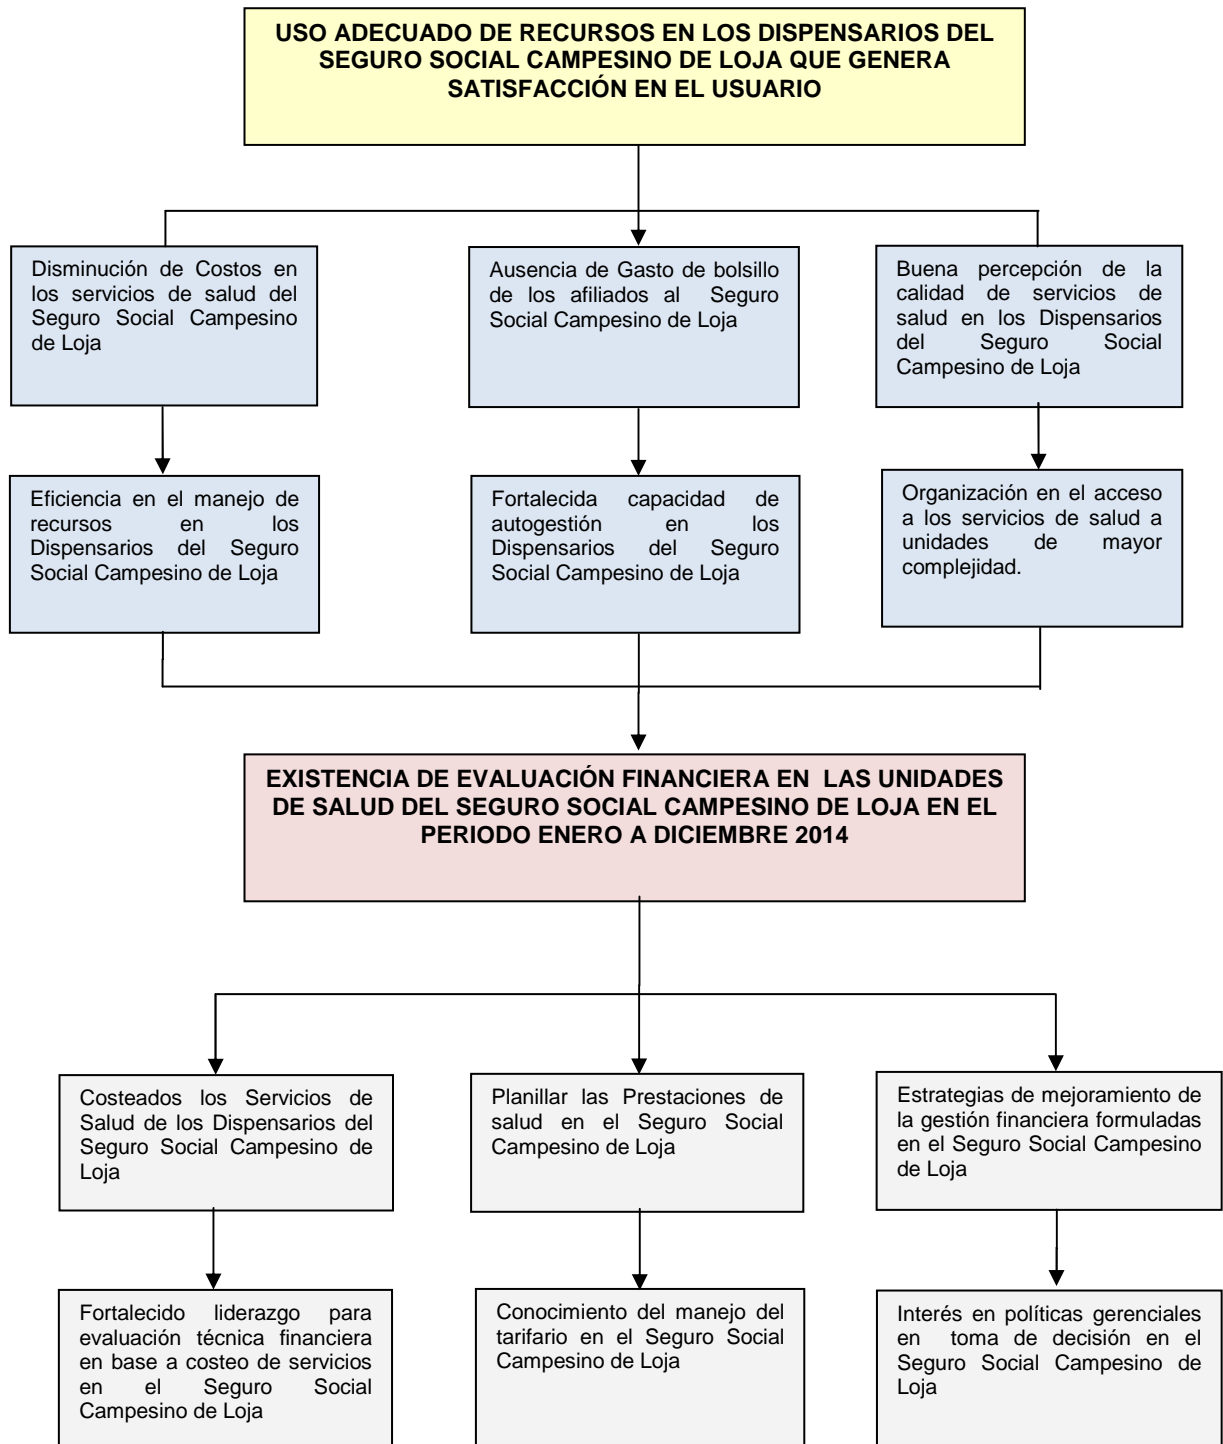 USO ADECUADO DE RECURSOS EN LOS DISPENSARIOS DEL
SEGURO SOCIAL CAMPESINO DE LOJA QUE GENERA
SATISFACCIÓN EN EL USUARIO
Disminución de Costos en
los servicios de salud del
Seguro Social Campesino
de Loja
Ausencia de Gasto de bolsillo
de los afiliados al Seguro
Social Campesino de Loja
Buena percepción de la
calidad de servicios de
salud en los Dispensarios
del Seguro Social
Campesino de Loja
Eficiencia en el manejo de
recursos en los
Dispensarios del Seguro
Social Campesino de Loja
Fortalecida capacidad de
autogestión en los
Dispensarios del Seguro
Social Campesino de Loja
Organización en el acceso
a los servicios de salud a
unidades de mayor
complejidad.
EXISTENCIA DE EVALUACIÓN FINANCIERA EN LAS UNIDADES
DE SALUD DEL SEGURO SOCIAL CAMPESINO DE LOJA EN EL
PERIODO ENERO A DICIEMBRE 2014
Costeados los Servicios de
Salud de los Dispensarios del
Seguro Social Campesino de
Loja
Planillar las Prestaciones de
salud en el Seguro Social
Campesino de Loja
Estrategias de mejoramiento de
la gestión financiera formuladas
en el Seguro Social Campesino
de Loja
Fortalecido liderazgo para
evaluación técnica financiera
en base a costeo de servicios
en el Seguro Social
Campesino de Loja
Conocimiento del manejo del
tarifario en el Seguro Social
Campesino de Loja
Interés en políticas gerenciales
en toma de decisión en el
Seguro Social Campesino de
Loja